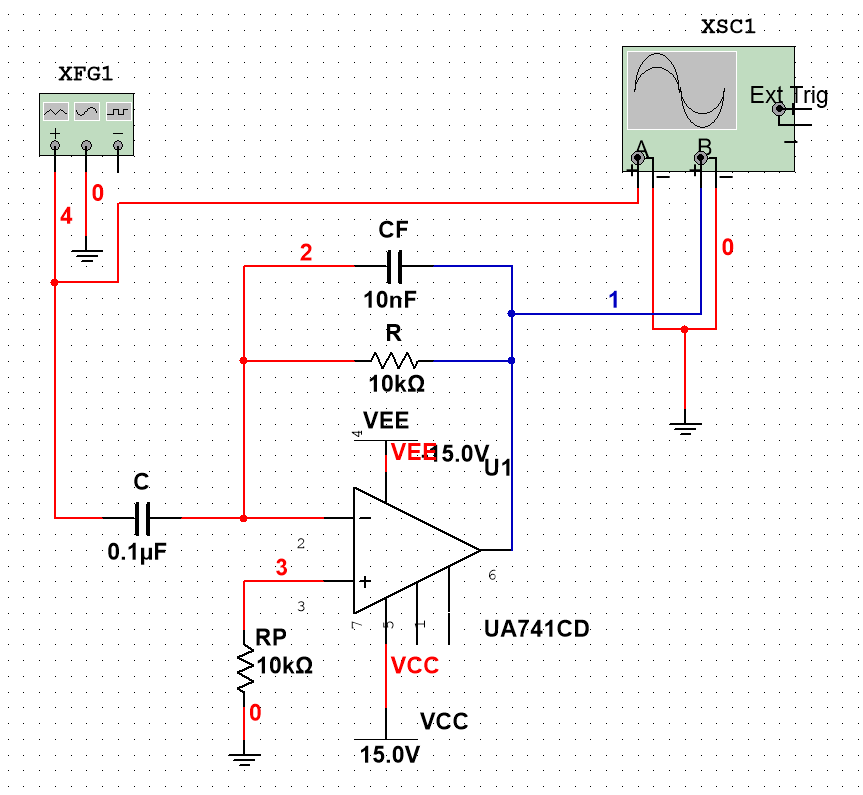 XSC1
XFG1
Ext Trig
+
−
A
B
+
−
+
−
−
0
4
CF
2
0
10nF
1
R
10kΩ
VEE
4
VEE
-15.0V
U1
C
0.1µF
2
3
3
6
7
5
1
UA741CD
RP
10kΩ
VCC
0
VCC
15.0V